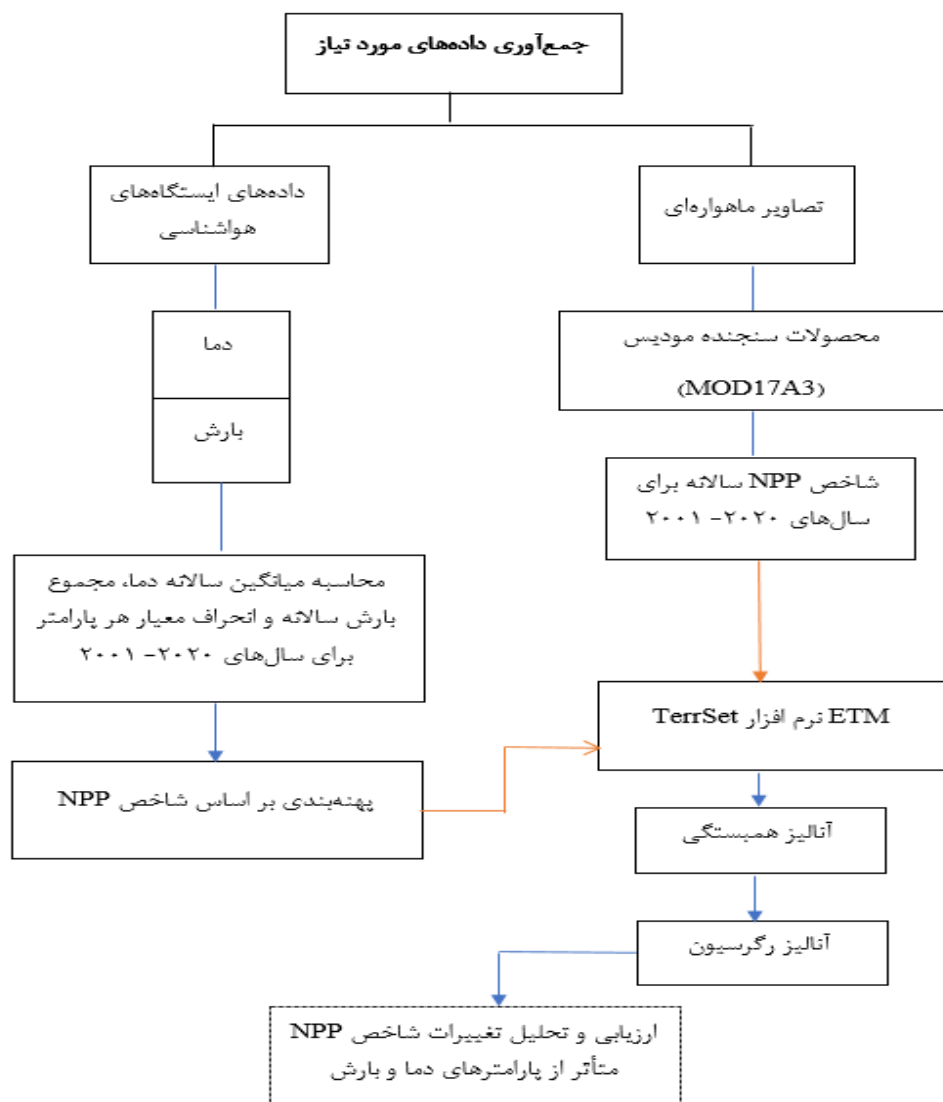 جمع‌آوری داده‌های مورد نیاز
داده‌های ایستگاه‌های
هواشناسی
تصاویر ماهواره‌ای
دما
بارش
محصولات سنجنده مودیس
(MOD17A3)
شاخص NPP سالانه برای
سال‌های ۲۰۲۰- ۲۰۰۱
محاسبه میانگین سالانه دما، مجموع
بارش سالانه و انحراف معیار هر پارامتر
برای سال‌های ۲۰۲۰- ۲۰۰۱
ETM نرم افزار TerrSet
پهنه‌بندی بر اساس شاخص NPP
آنالیز همبستگی
آنالیز رگرسیون
ارزیابی و تحلیل تغییرات شاخص NPP
متأثر از پارامترهای دما و بارش